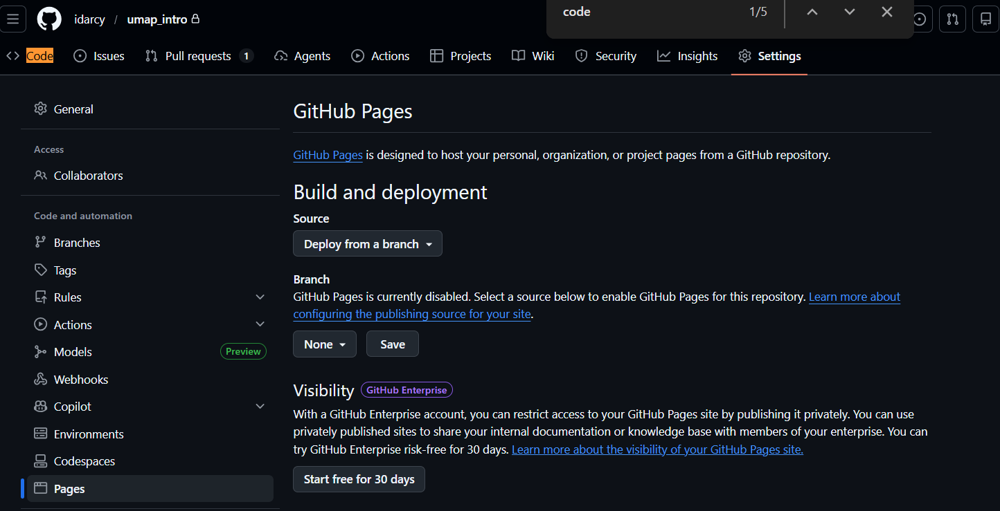 idarcy / umap_intro
code 1/5
Code Issues Pull requests 1 Agents Actions Projects Wiki Security Insights Settings
General
Access
Collaborators
Code and automation
Branches
Tags
Rules
Actions
Models Preview
Webhooks
Copilot
Environments
Codespaces
Pages
GitHub Pages
GitHub Pages is designed to host your personal, organization, or project pages from a GitHub repository.
Build and deployment
Source
Deploy from a branch
Branch
GitHub Pages is currently disabled. Select a source below to enable GitHub Pages for this repository. Learn more about
configuring the publishing source for your site.
None Save
Visibility GitHub Enterprise
With a GitHub Enterprise account, you can restrict access to your GitHub Pages site by publishing it privately. You can use
privately published sites to share your internal documentation or knowledge base with members of your enterprise. You can
try GitHub Enterprise risk-free for 30 days. Learn more about the visibility of your GitHub Pages site.
Start free for 30 days